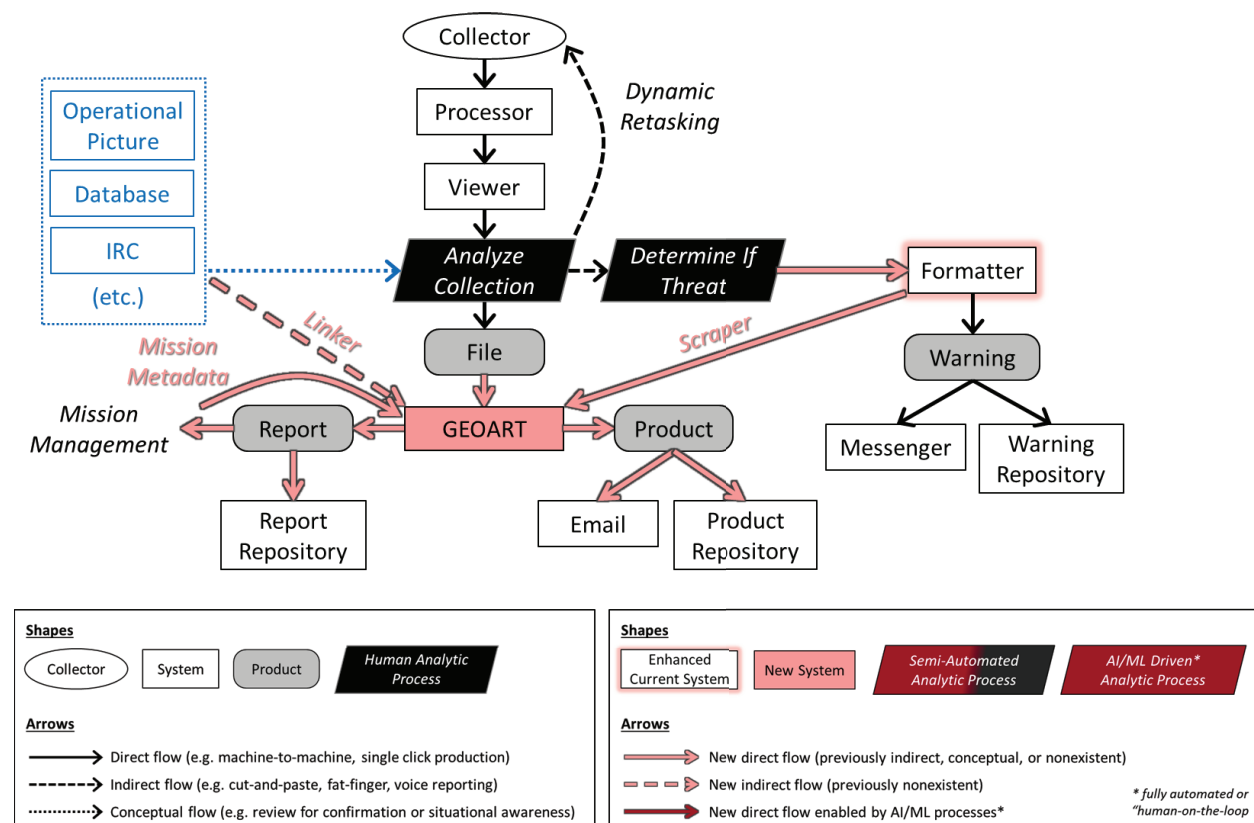 Collector
Dynamic
Retasking
Operational
Picture
Processor
Database
Viewer
IRC
(etc.)
Analyze
Collection
Determine If
Threat
Formatter
Linker
Scraper
Mission
Metadata
File
Warning
Mission
Management
Report
GEOART
Product
Messenger
Warning
Repository
Report
Repository
Email
Product
Repository
Shapes
Collector
System
Product
Human Analytic
Process
Arrows
Direct flow (e.g. machine-to-machine, single click production)
Indirect flow (e.g. cut-and-paste, fat-finger, voice reporting)
Conceptual flow (e.g. review for confirmation or situational awareness)
Shapes
Enhanced
Current System
New System
Semi-Automated
Analytic Process
AI/ML Driven*
Analytic Process
Arrows
New direct flow (previously indirect, conceptual, or nonexistent)
New indirect flow (previously nonexistent)
New direct flow enabled by AI/ML processes*
* fully automated or
"human-on-the-loop